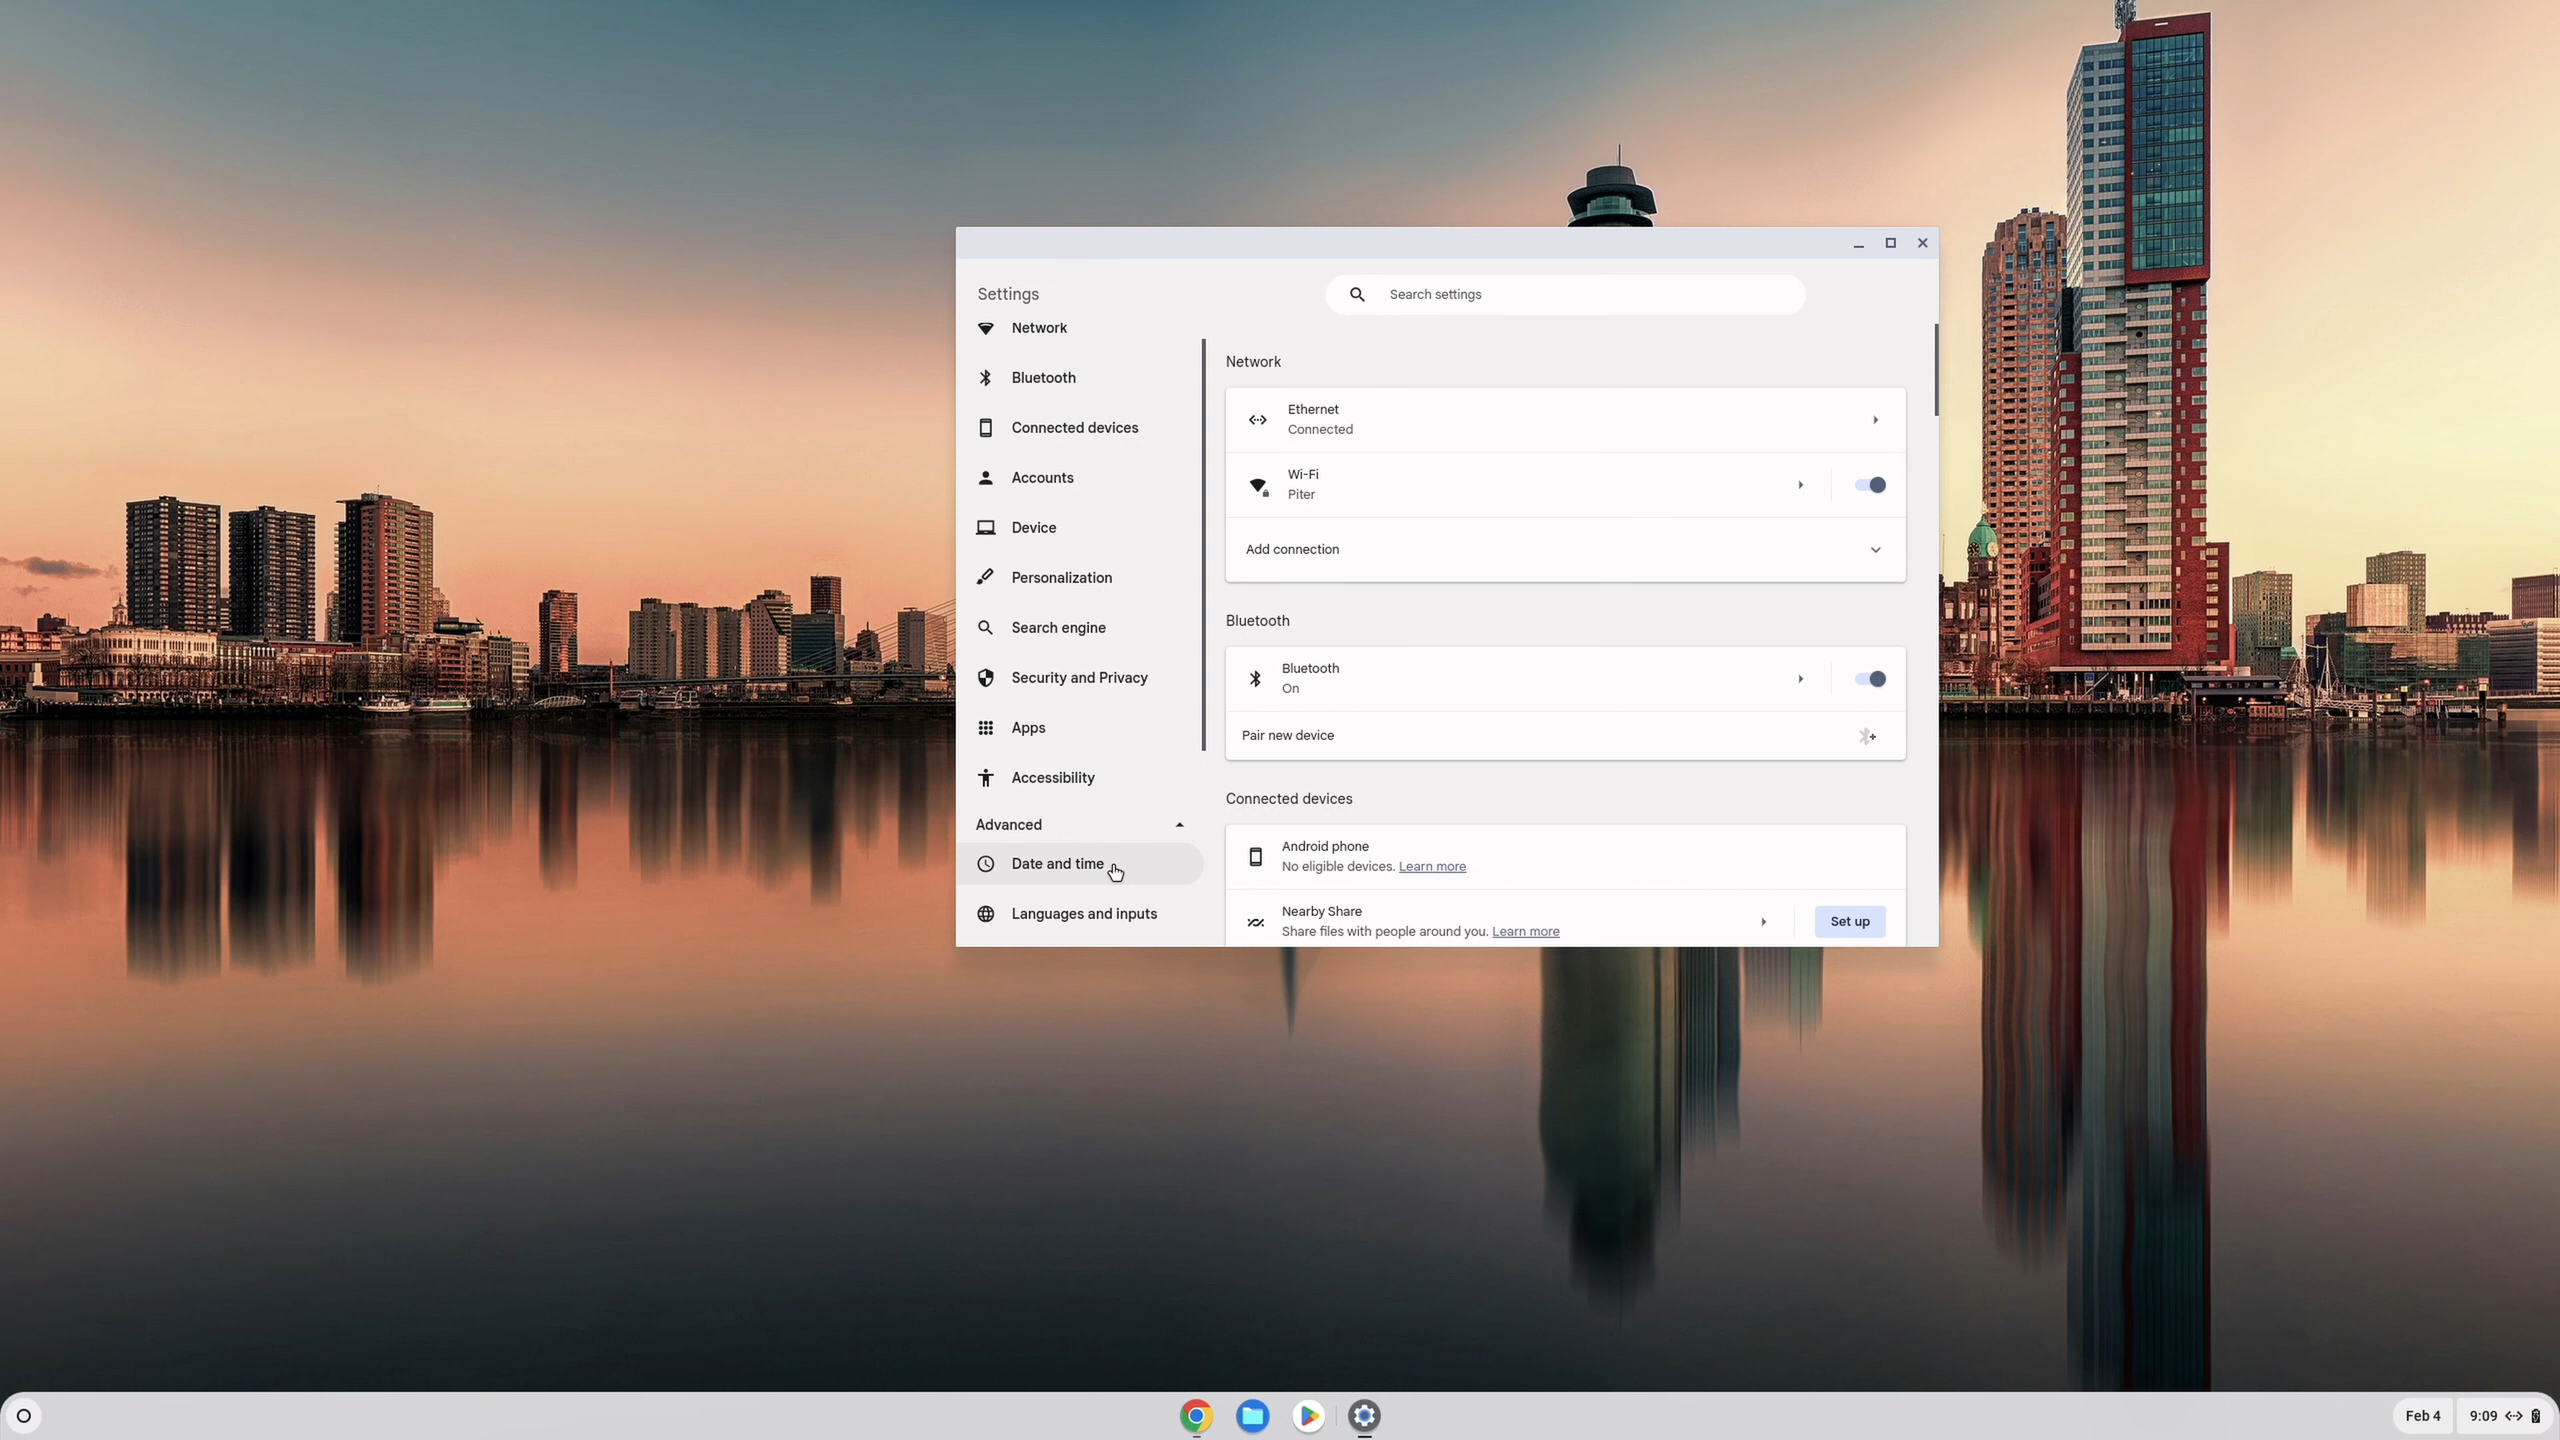 Settings
Search settings
Network
Bluetooth
Connected devices
Accounts
Device
Personalization
Search engine
Security and Privacy
Apps
Accessibility
Advanced
Date and time
Languages and inputs
Network
Ethernet
Connected
Wi-Fi
Piter
Add connection
Bluetooth
Bluetooth
On
Pair new device
Connected devices
Android phone
No eligible devices. Learn more
Nearby Share
Share files with people around you. Learn more
Set up
Feb 4
9:09